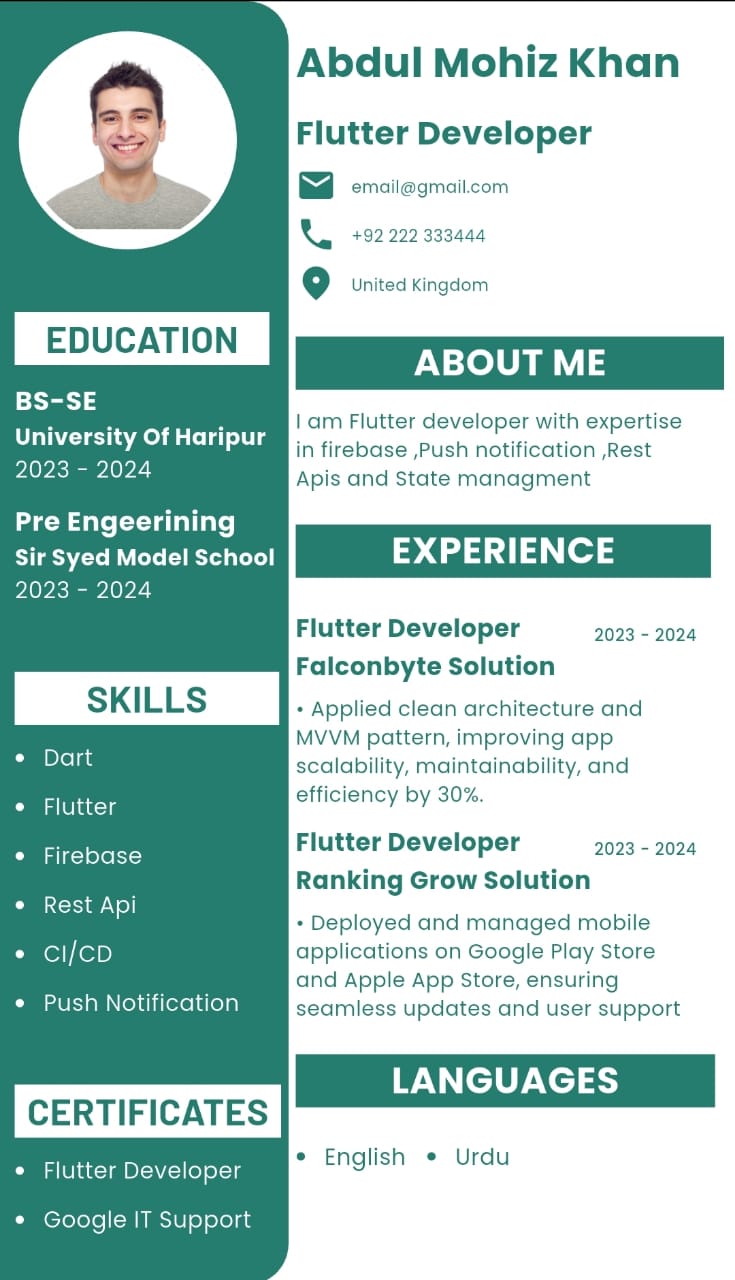 Abdul Mohiz Khan
Flutter Developer
email@gmail.com
+92 222 333444
United Kingdom
EDUCATION
BS-SE
University Of Haripur
2023 - 2024
Pre Engeerining
Sir Syed Model School
2023 - 2024
SKILLS
• Dart
• Flutter
• Firebase
• Rest Api
• CI/CD
• Push Notification
CERTIFICATES
• Flutter Developer
• Google IT Support
ABOUT ME
I am Flutter developer with expertise
in firebase ,Push notification ,Rest
Apis and State managment
EXPERIENCE
Flutter Developer 2023 - 2024
Falconbyte Solution
• Applied clean architecture and
MVVM pattern, improving app
scalability, maintainability, and
efficiency by 30%.
Flutter Developer 2023 - 2024
Ranking Grow Solution
• Deployed and managed mobile
applications on Google Play Store
and Apple App Store, ensuring
seamless updates and user support
LANGUAGES
• English • Urdu